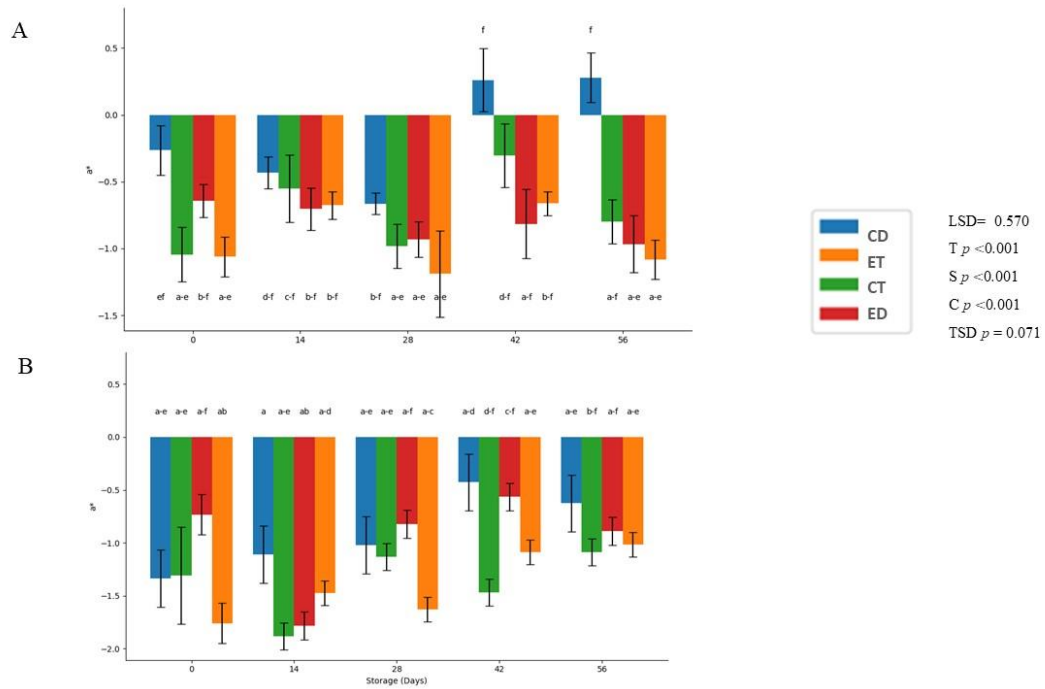 A
0.5
0.0
−0.5
−1.0
−1.5
a*
f
f
ef a-e b-f a-e
d-f c-f b-f b-f
b-f a-e a-e a-e
d-f a-f b-f
a-f a-e a-e
0 14 28 42 56
CD
ET
CT
ED
LSD= 0.570
T p <0.001
S p <0.001
C p <0.001
TSD p = 0.071
B
0.5
0.0
−0.5
−1.0
−1.5
−2.0
a*
a-e a-e a-f ab
a a-e ab a-d
a-e a-e a-f a-c
a-d d-f c-f a-e
a-e b-f a-f a-e
0 14 28 42 56
Storage (Days)